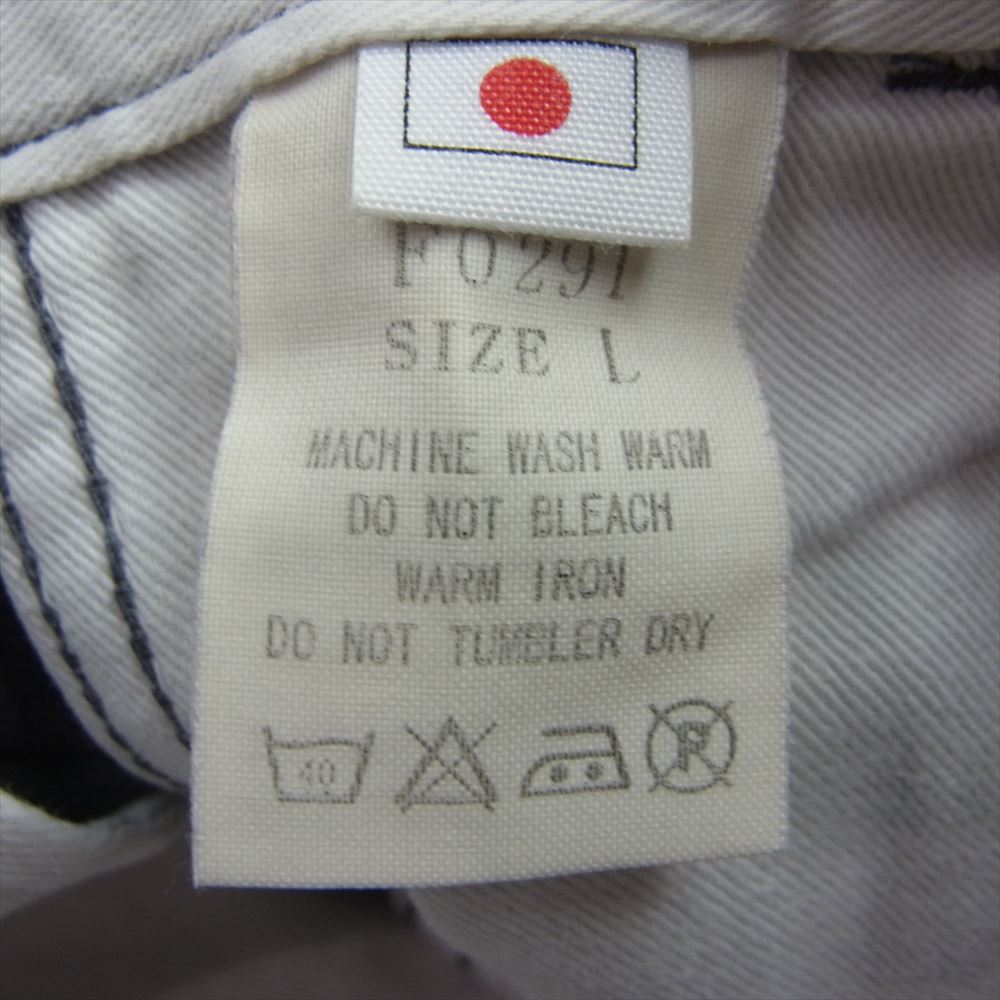 F0291
SIZE L
MACHINE WASH WARM
DO NOT BLEACH
WARM IRON
DO NOT TUMBLER DRY
40
P